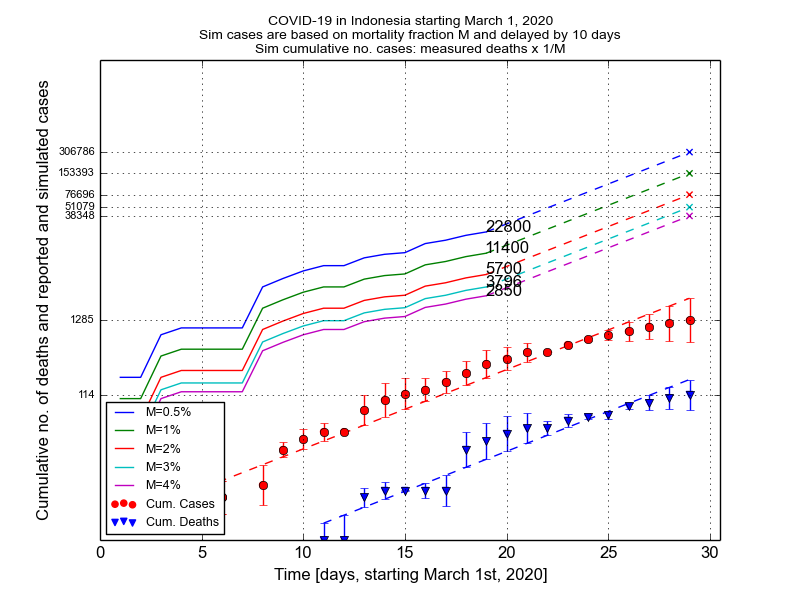 COVID-19 in Indonesia starting March 1, 2020
Sim cases are based on mortality fraction M and delayed by 10 days
Sim cumulative no. cases: measured deaths x 1/M
Cumulative no. of deaths and reported and simulated cases
306786
153393
76696
51079
38348
1285
114
22800
11400
5700
3796
2850
M=0.5%
M=1%
M=2%
M=3%
M=4%
Cum. Cases
Cum. Deaths
0 5 10 15 20 25 30
Time [days, starting March 1st, 2020]